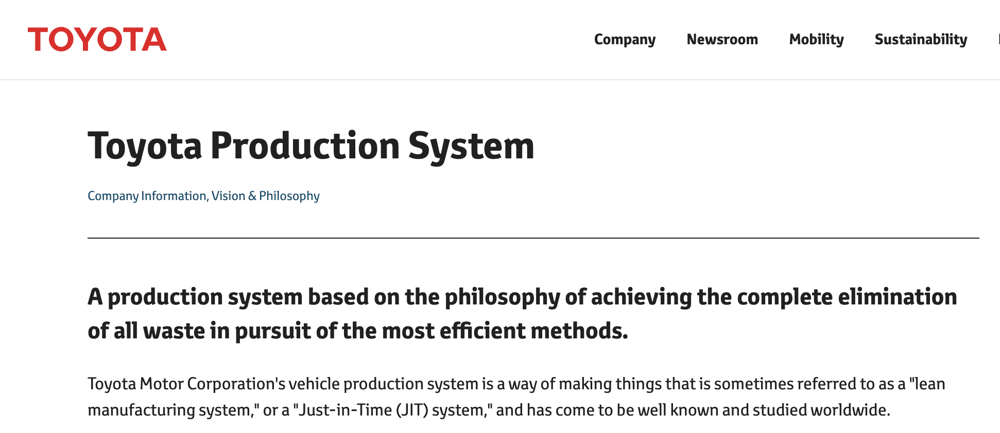 TOYOTA
Company Newsroom Mobility Sustainability
Toyota Production System
Company Information, Vision & Philosophy
A production system based on the philosophy of achieving the complete elimination
of all waste in pursuit of the most efficient methods.
Toyota Motor Corporation's vehicle production system is a way of making things that is sometimes referred to as a "lean
manufacturing system," or a "Just-in-Time (JIT) system," and has come to be well known and studied worldwide.